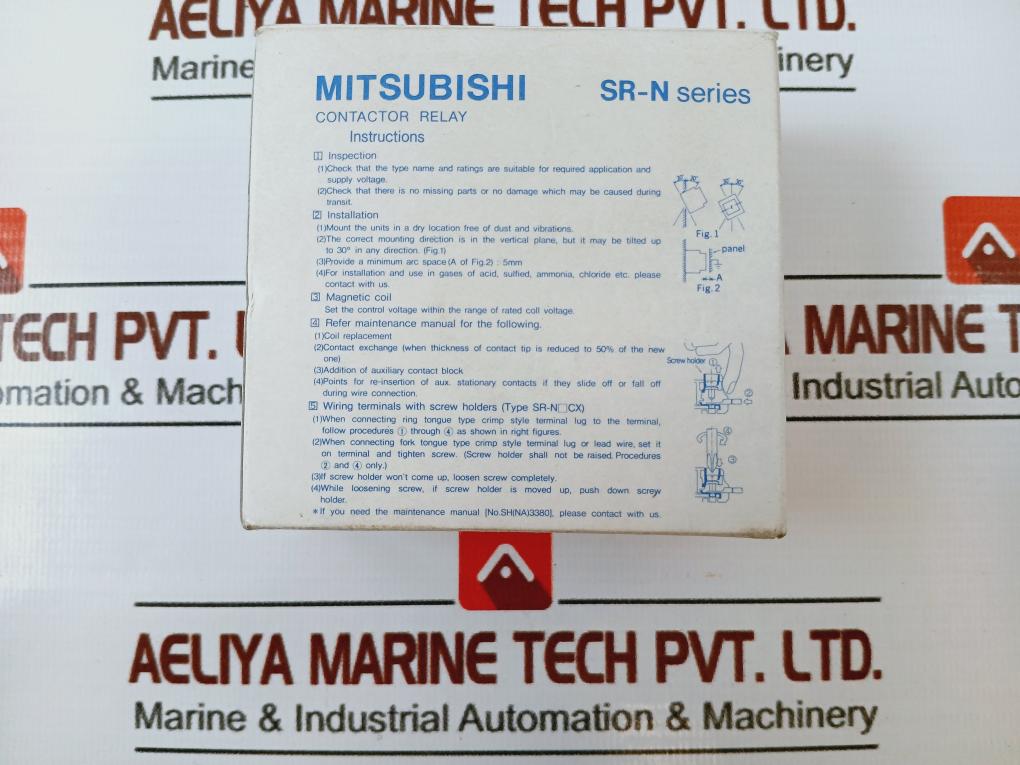 AELIYA MARINE TECH PVT. LTD.
Marine
inery
MITSUBISHI
SR-N series
CONTACTOR RELAY
Instructions
1 Inspection
(1)Check that the type name and ratings are suitable for required application and
supply voltage.
(2)Check that there is no missing parts or no damage which may be caused during
transit.
2 Installation
(1)Mount the units in a dry location free of dust and vibrations.
(2)The correct mounting direction is in the vertical plane, but it may be tilted up
to 30° in any direction. (Fig.1)
(3)Provide a minimum arc space (A of Fig.2) : 5mm
(4)For installation and use in gases of acid, sulfied, ammonia, chloride etc. please
contact with us.
3 Magnetic coil
Set the control voltage within the range of rated coil voltage.
4 Refer maintenance manual for the following.
(1)Coil replacement
(2)Contact exchange (when thickness of contact tip is reduced to 50% of the new
one)
(3)Addition of auxiliary contact block
(4)Points for re-insertion of aux. stationary contacts if they slide off or fall off
during wire connection.
5 Wiring terminals with screw holders (Type SR-N□CX)
(1)When connecting ring tongue type crimp style terminal lug to the terminal,
follow procedures ① through ④ as shown in right figures.
(2)When connecting fork tongue type crimp style terminal lug or lead wire, set it
on terminal and tighten screw. (Screw holder shall not be raised. Procedures
② and ④ only.)
(3)If screw holder won't come up, loosen screw completely.
(4)While loosening screw, if screw holder is moved up, push down screw
holder.
*If you need the maintenance manual [No.SH(NA)3380], please contact with us.
30° 30° 30° 30°
Fig. 1
panel
A
Fig. 2
Screw holder ①
②
④
③
TECH PVT.
omation & Mach
MARINE T
Industrial Auto
AELIYA MARINE TECH PVT. LTD.
Marine & Industrial Automation & Machinery